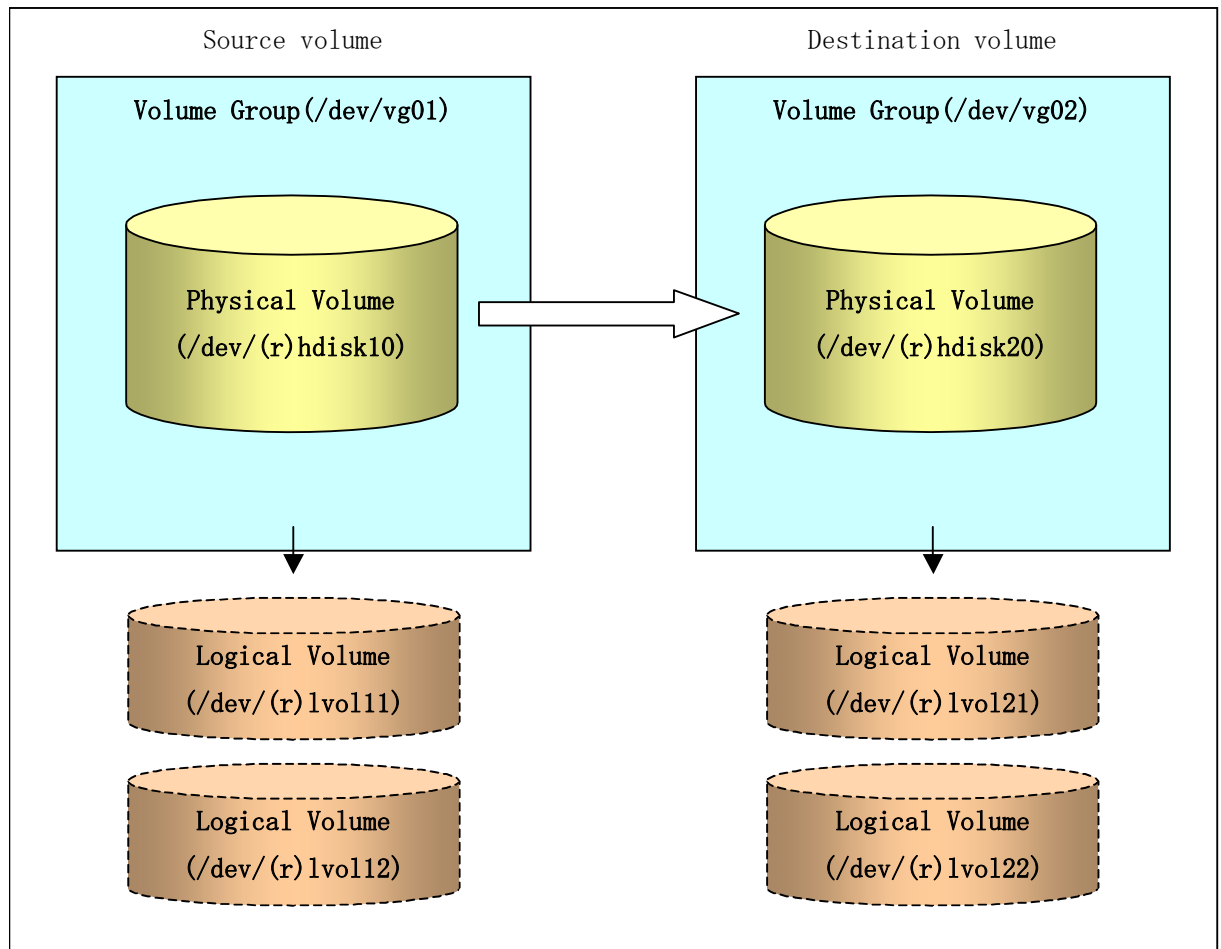 Source volume
Destination volume
Volume Group(/dev/vg01)
Volume Group(/dev/vg02)
Physical Volume
(/dev/(r)hdisk10)
Physical Volume
(/dev/(r)hdisk20)
Logical Volume
(/dev/(r)lvol11)
Logical Volume
(/dev/(r)lvol21)
Logical Volume
(/dev/(r)lvol12)
Logical Volume
(/dev/(r)lvol22)